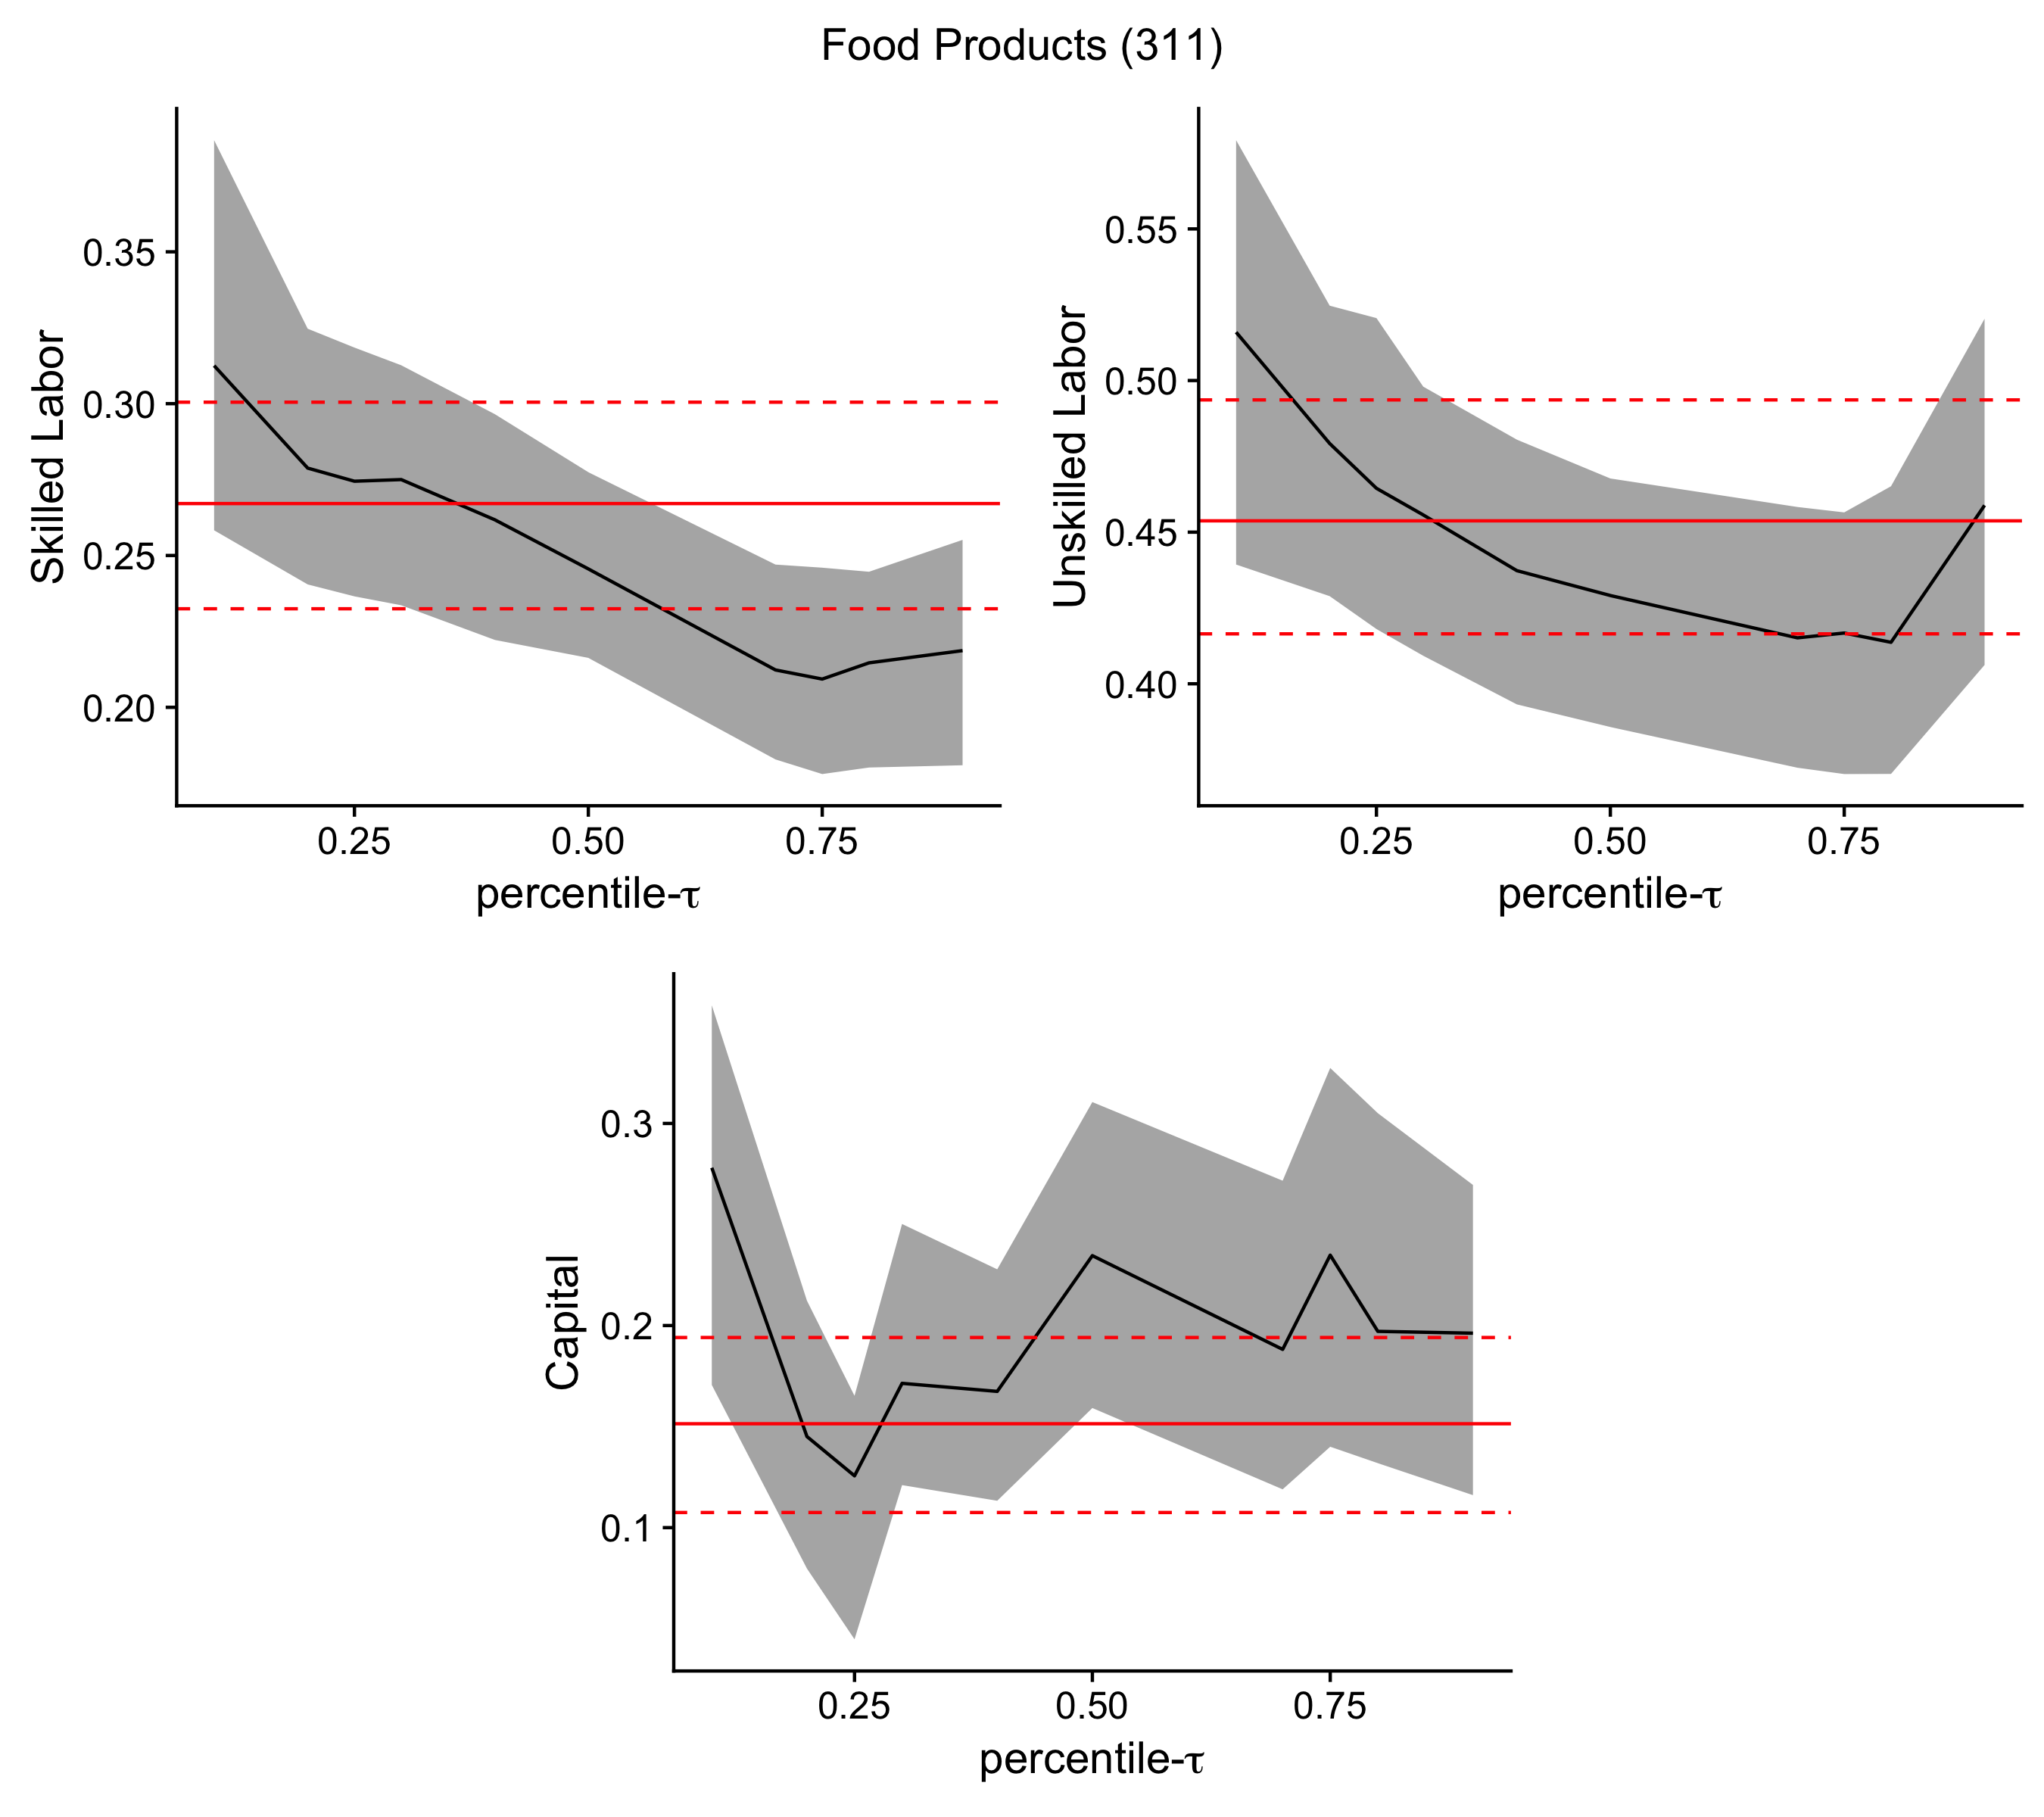 Food Products (311)
Skilled Labor
0.35
0.30
0.25
0.20
0.25 0.50 0.75
percentile-τ
Unskilled Labor
0.55
0.50
0.45
0.40
0.25 0.50 0.75
percentile-τ
Capital
0.3
0.2
0.1
0.25 0.50 0.75
percentile-τ